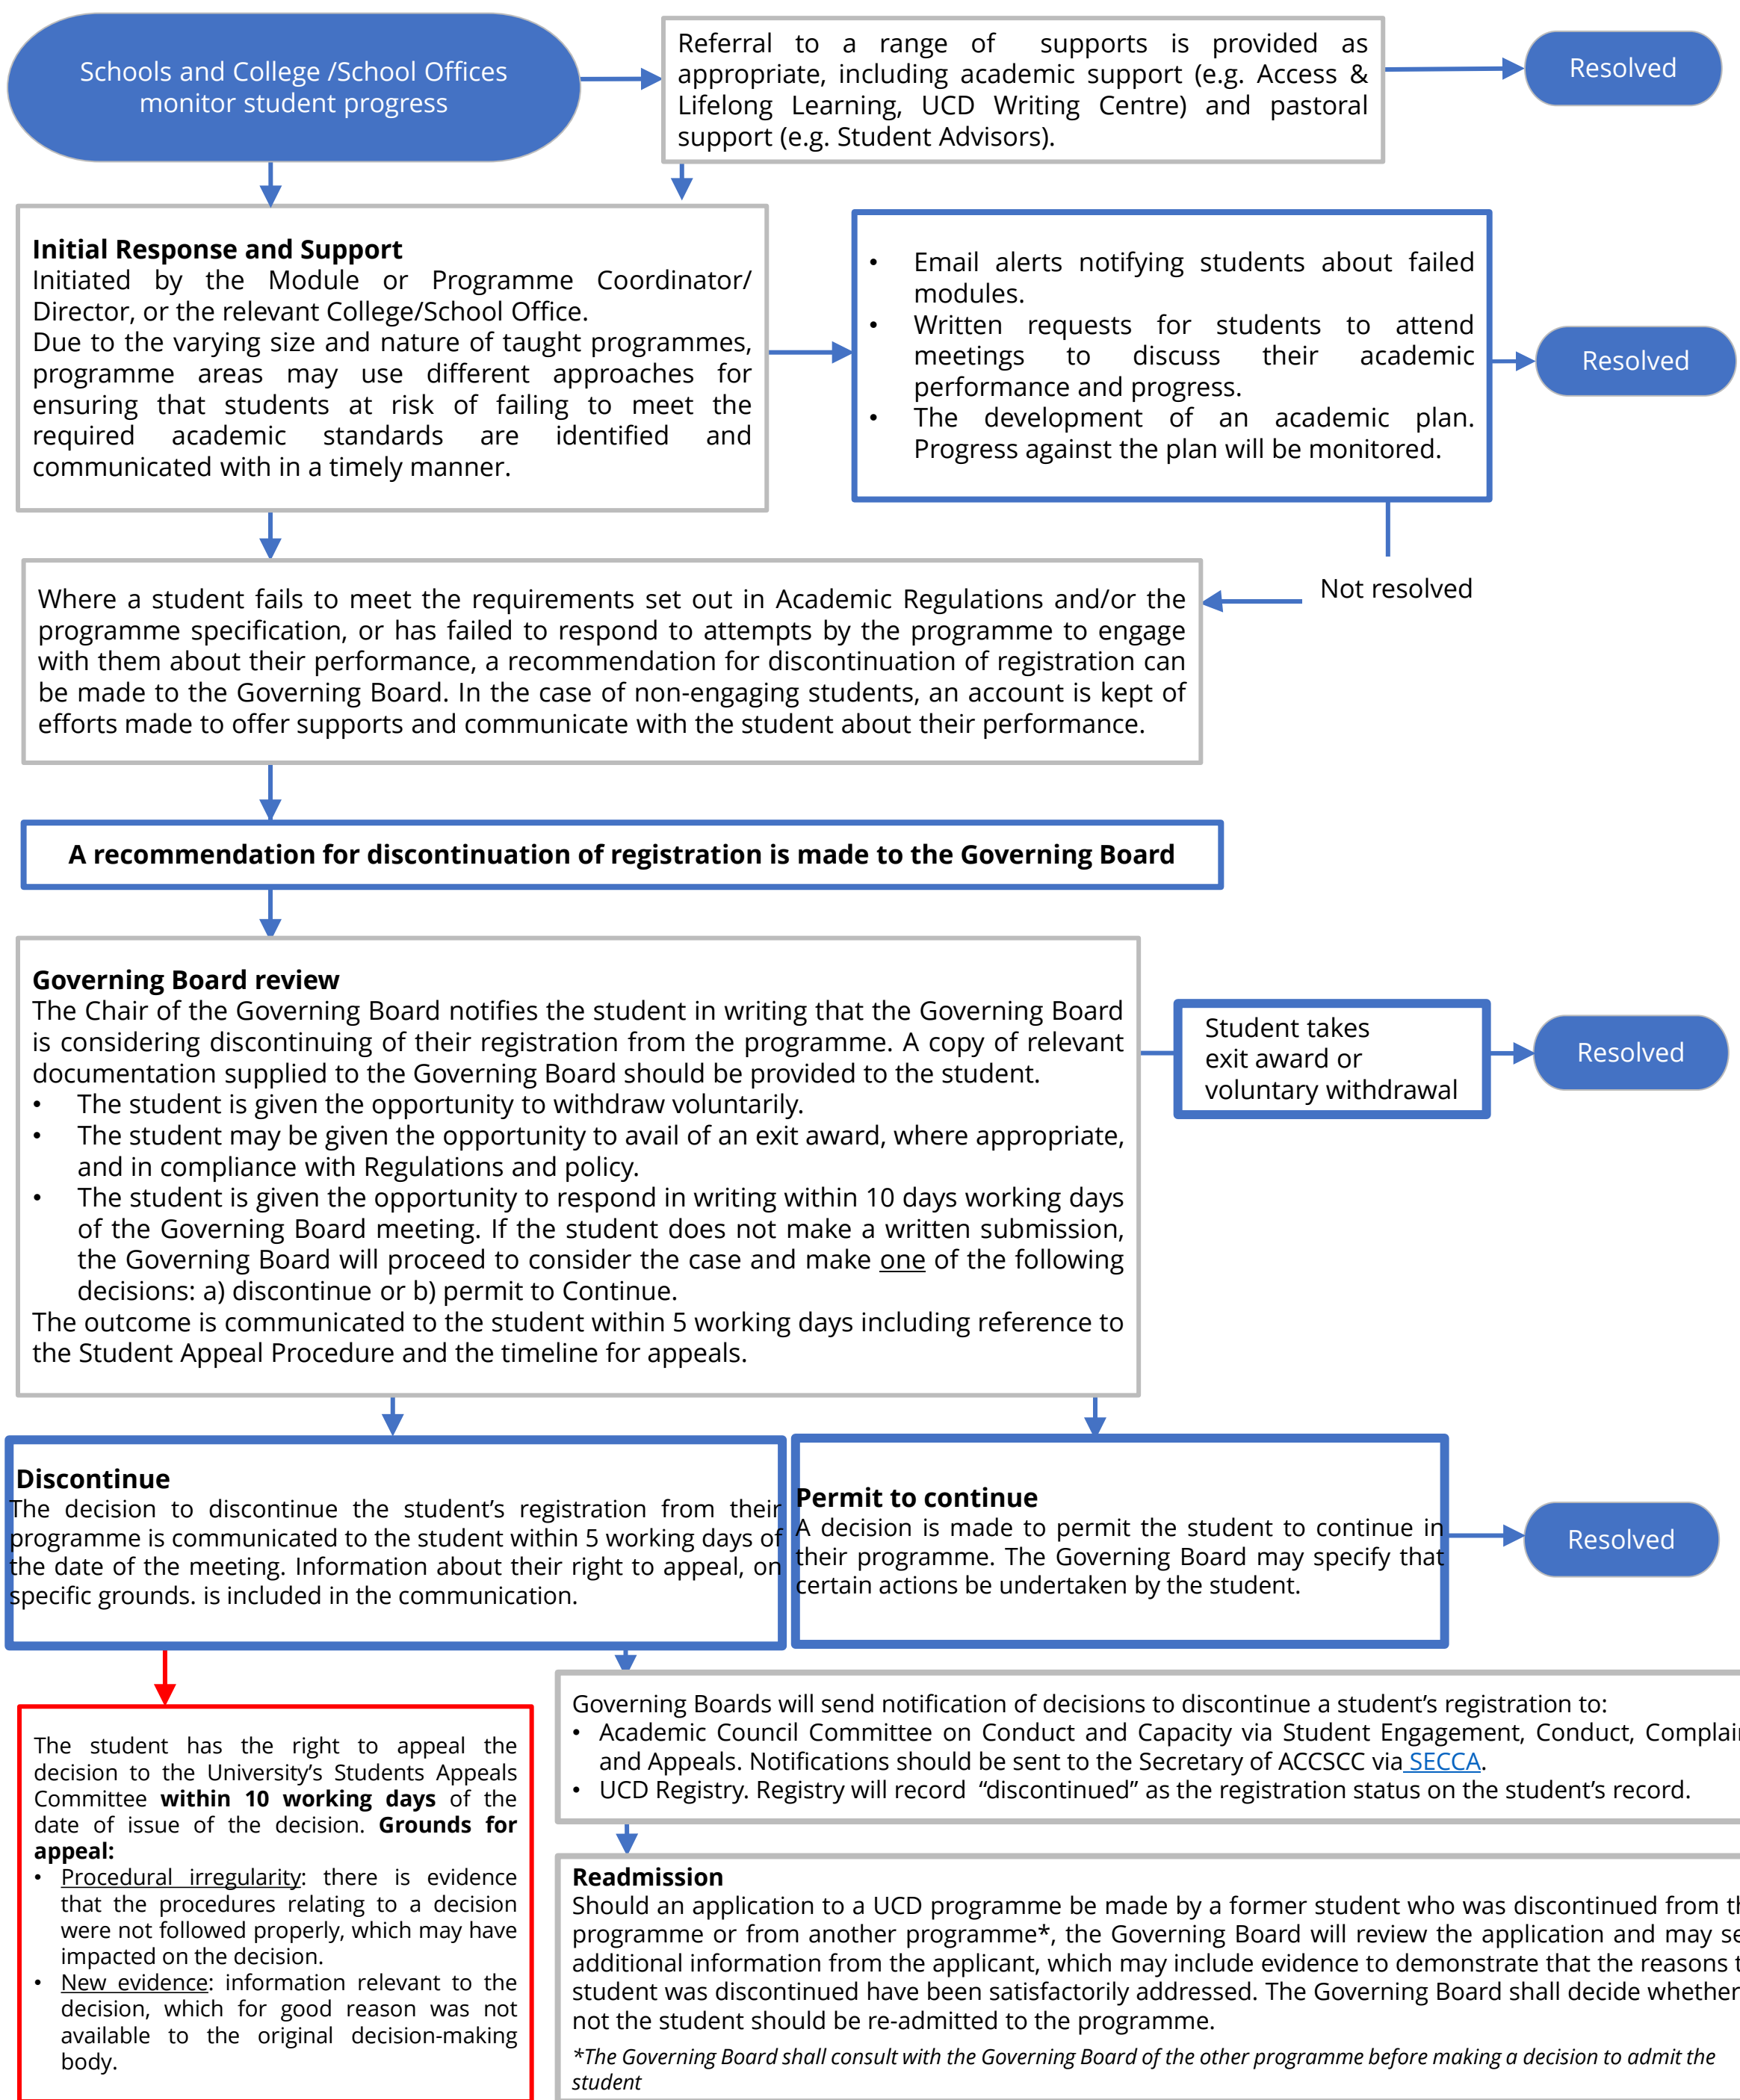 Schools and College /School Offices
monitor student progress
Referral to a range of supports is provided as
appropriate, including academic support (e.g. Access &
Lifelong Learning, UCD Writing Centre) and pastoral
support (e.g. Student Advisors).
Resolved
Initial Response and Support
Initiated by the Module or Programme Coordinator/
Director, or the relevant College/School Office.
Due to the varying size and nature of taught programmes,
programme areas may use different approaches for
ensuring that students at risk of failing to meet the
required academic standards are identified and
communicated with in a timely manner.
• Email alerts notifying students about failed
modules.
• Written requests for students to attend
meetings to discuss their academic
performance and progress.
• The development of an academic plan.
Progress against the plan will be monitored.
Resolved
Not resolved
Where a student fails to meet the requirements set out in Academic Regulations and/or the
programme specification, or has failed to respond to attempts by the programme to engage
with them about their performance, a recommendation for discontinuation of registration can
be made to the Governing Board. In the case of non-engaging students, an account is kept of
efforts made to offer supports and communicate with the student about their performance.
A recommendation for discontinuation of registration is made to the Governing Board
Governing Board review
The Chair of the Governing Board notifies the student in writing that the Governing Board
is considering discontinuing of their registration from the programme. A copy of relevant
documentation supplied to the Governing Board should be provided to the student.
• The student is given the opportunity to withdraw voluntarily.
• The student may be given the opportunity to avail of an exit award, where appropriate,
and in compliance with Regulations and policy.
• The student is given the opportunity to respond in writing within 10 days working days
of the Governing Board meeting. If the student does not make a written submission,
the Governing Board will proceed to consider the case and make one of the following
decisions: a) discontinue or b) permit to Continue.
The outcome is communicated to the student within 5 working days including reference to
the Student Appeal Procedure and the timeline for appeals.
Student takes
exit award or
voluntary withdrawal
Resolved
Discontinue
The decision to discontinue the student’s registration from their
programme is communicated to the student within 5 working days of
the date of the meeting. Information about their right to appeal, on
specific grounds. is included in the communication.
Permit to continue
A decision is made to permit the student to continue in
their programme. The Governing Board may specify that
certain actions be undertaken by the student.
Resolved
The student has the right to appeal the
decision to the University’s Students Appeals
Committee within 10 working days of the
date of issue of the decision. Grounds for
appeal:
• Procedural irregularity: there is evidence
that the procedures relating to a decision
were not followed properly, which may have
impacted on the decision.
• New evidence: information relevant to the
decision, which for good reason was not
available to the original decision-making
body.
Governing Boards will send notification of decisions to discontinue a student’s registration to:
• Academic Council Committee on Conduct and Capacity via Student Engagement, Conduct,
and Appeals. Notifications should be sent to the Secretary of ACCSCC via SECCA.
• UCD Registry. Registry will record “discontinued” as the registration status on the student’s record.
Readmission
Should an application to a UCD programme be made by a former student who was discontinued from
programme or from another programme*, the Governing Board will review the application and may
additional information from the applicant, which may include evidence to demonstrate that the reasons
student was discontinued have been satisfactorily addressed. The Governing Board shall decide whether
not the student should be re-admitted to the programme.
*The Governing Board shall consult with the Governing Board of the other programme before making a decision to admit the
student